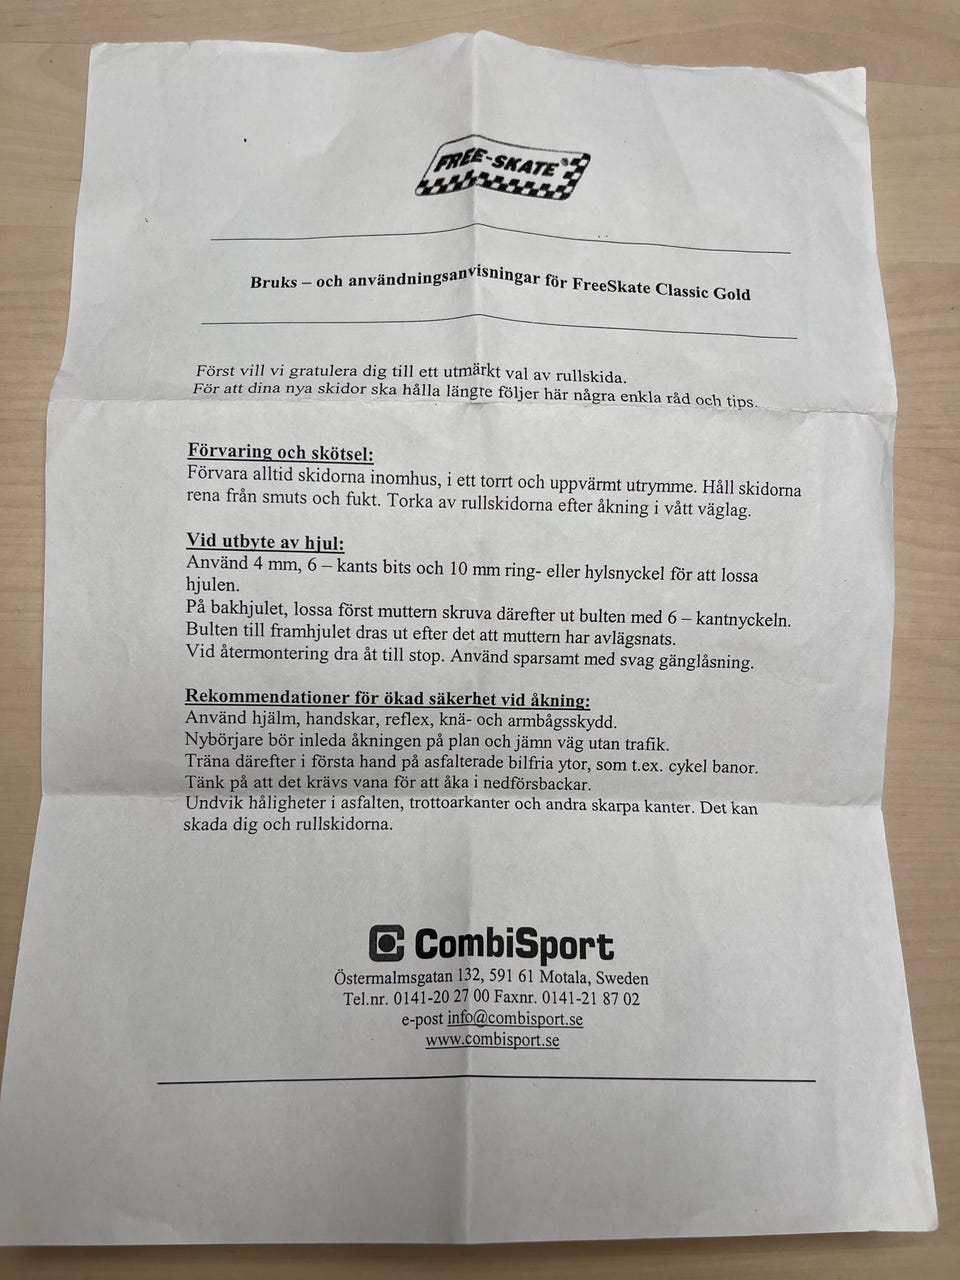 FREE-SKATE®
Bruks – och användningsanvisningar för FreeSkate Classic Gold
Först vill vi gratulera dig till ett utmärkt val av rullskida.
För att dina nya skidor ska hålla längre följer här några enkla råd och tips.
Förvaring och skötsel:
Förvara alltid skidorna inomhus, i ett torrt och uppvärmt utrymme. Håll skidorna
rena från smuts och fukt. Torka av rullskidorna efter åkning i vått väglag.
Vid utbyte av hjul:
Använd 4 mm, 6 – kants bits och 10 mm ring- eller hylsnyckel för att lossa
hjulen.
På bakhjulet, lossa först muttern skruva därefter ut bulten med 6 – kantnyckeln.
Bulten till framhjulet dras ut efter det att muttern har avlägsnats.
Vid återmontering dra åt till stop. Använd sparsamt med svag gänglåsning.
Rekommendationer för ökad säkerhet vid åkning:
Använd hjälm, handskar, reflex, knä- och armbågsskydd.
Nybörjare bör inleda åkningen på plan och jämn väg utan trafik.
Träna därefter i första hand på asfalterade bilfria ytor, som t.ex. cykel banor.
Tänk på att det krävs vana för att åka i nedförsbackar.
Undvik håligheter i asfalten, trottoarkanter och andra skarpa kanter. Det kan
skada dig och rullskidorna.
CombiSport
Östermalmsgatan 132, 591 61 Motala, Sweden
Tel.nr. 0141-20 27 00 Faxnr. 0141-21 87 02
e-post info@combisport.se
www.combisport.se